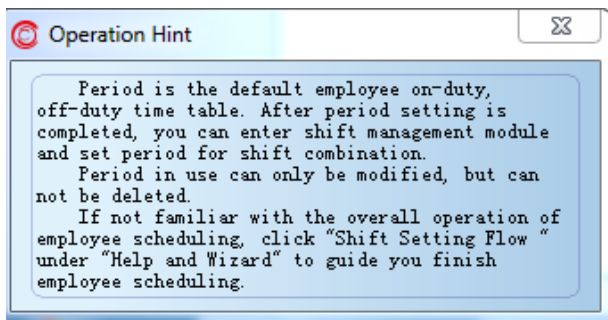 Operation Hint
Period is the default employee on-duty,
off-duty time table. After period setting is
completed, you can enter shift management module
and set period for shift combination.
Period in use can only be modified, but can
not be deleted.
If not familiar with the overall operation of
employee scheduling, click "Shift Setting Flow "
under "Help and Wizard" to guide you finish
employee scheduling.